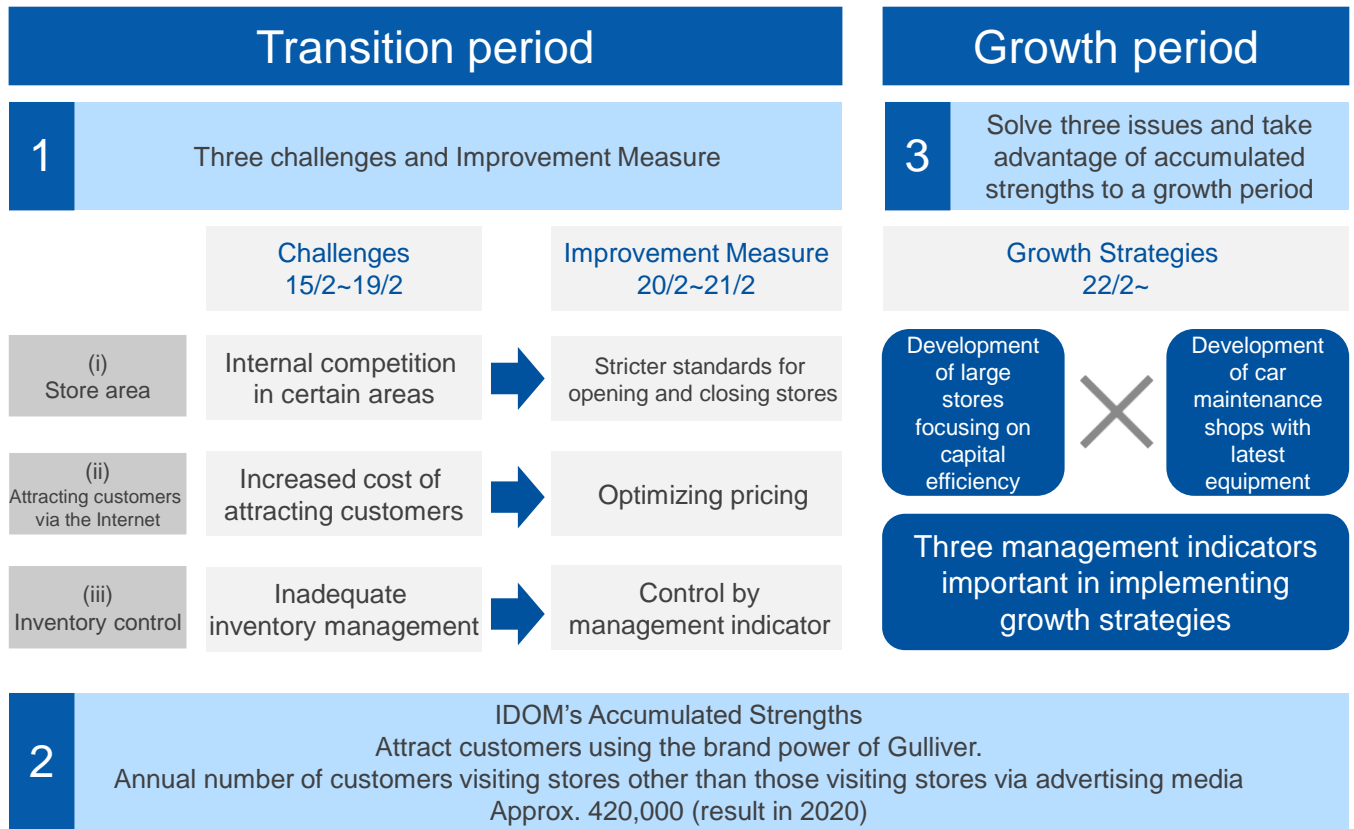 Transition period
Growth period
1
Three challenges and Improvement Measure
3
Solve three issues and take
advantage of accumulated
strengths to a growth period
Challenges
15/2~19/2
Improvement Measure
20/2~21/2
Growth Strategies
22/2~
(i)
Store area
Internal competition
in certain areas
Stricter standards for
opening and closing stores
(ii)
Attracting customers
via the Internet
Increased cost of
attracting customers
Optimizing pricing
(iii)
Inventory control
Inadequate
inventory management
Control by
management indicator
Development
of large
stores
focusing on
capital
efficiency
Development
of car
maintenance
shops with
latest
equipment
Three management indicators
important in implementing
growth strategies
2
IDOM's Accumulated Strengths
Attract customers using the brand power of Gulliver.
Annual number of customers visiting stores other than those visiting stores via advertising media
Approx. 420,000 (result in 2020)